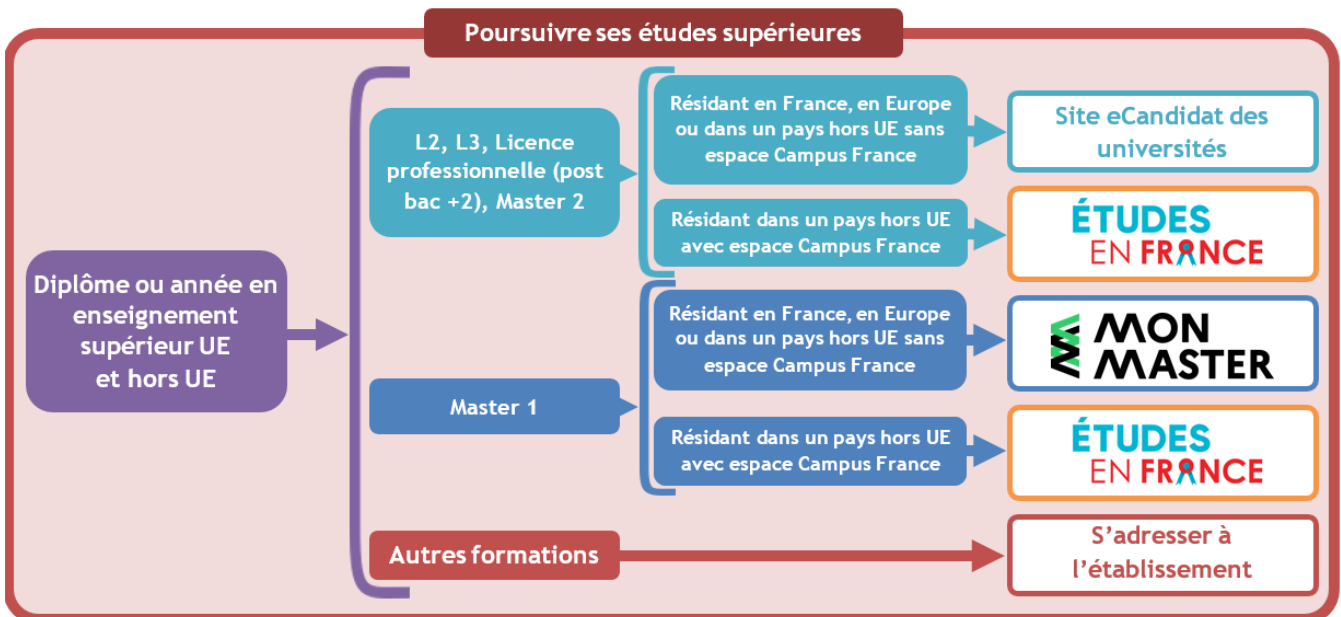 Poursuivre ses études supérieures
Diplôme ou année en
enseignement
supérieur UE
et hors UE
L2, L3, Licence
professionnelle (post
bac +2), Master 2
Résidant en France, en Europe
ou dans un pays hors UE sans
espace Campus France
Site eCandidat des
universités
Résidant dans un pays hors UE
avec espace Campus France
ÉTUDES
EN FRANCE
Master 1
Résidant en France, en Europe
ou dans un pays hors UE sans
espace Campus France
MON
MASTER
Résidant dans un pays hors UE
avec espace Campus France
ÉTUDES
EN FRANCE
Autres formations
S’adresser à
l’établissement